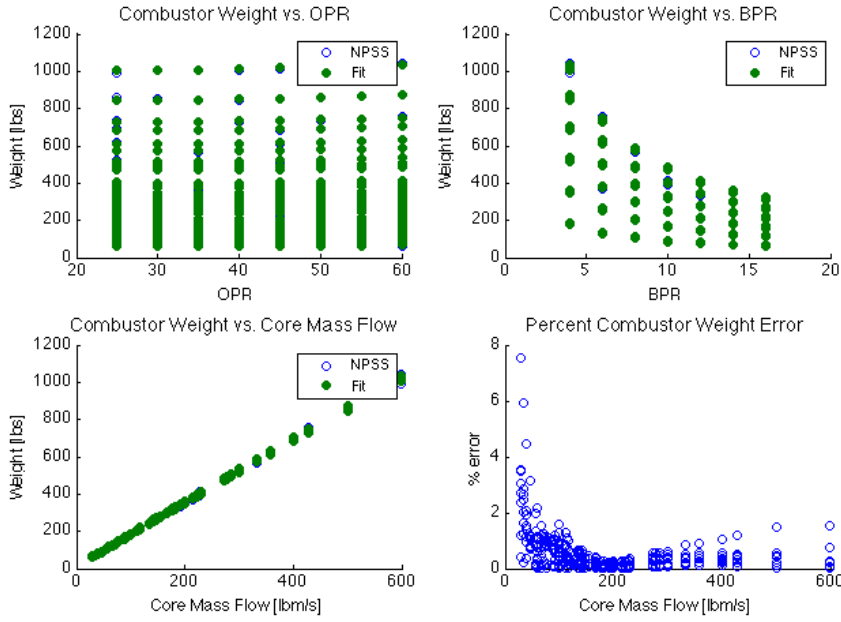 Combustor Weight vs. OPR
1200
1000
800
600
400
200
0
Weight [lbs]
NPSS
Fit
20
30
40
50
60
OPR
Combustor Weight vs. BPR
1200
1000
800
600
400
200
0
Weight [lbs]
NPSS
Fit
0
5
10
15
20
BPR
Combustor Weight vs. Core Mass Flow
1200
1000
800
600
400
200
0
Weight [lbs]
NPSS
Fit
0
200
400
600
Core Mass Flow [lbm/s]
Percent Combustor Weight Error
8
6
4
2
0
% error
0
200
400
600
Core Mass Flow [lbm/s]